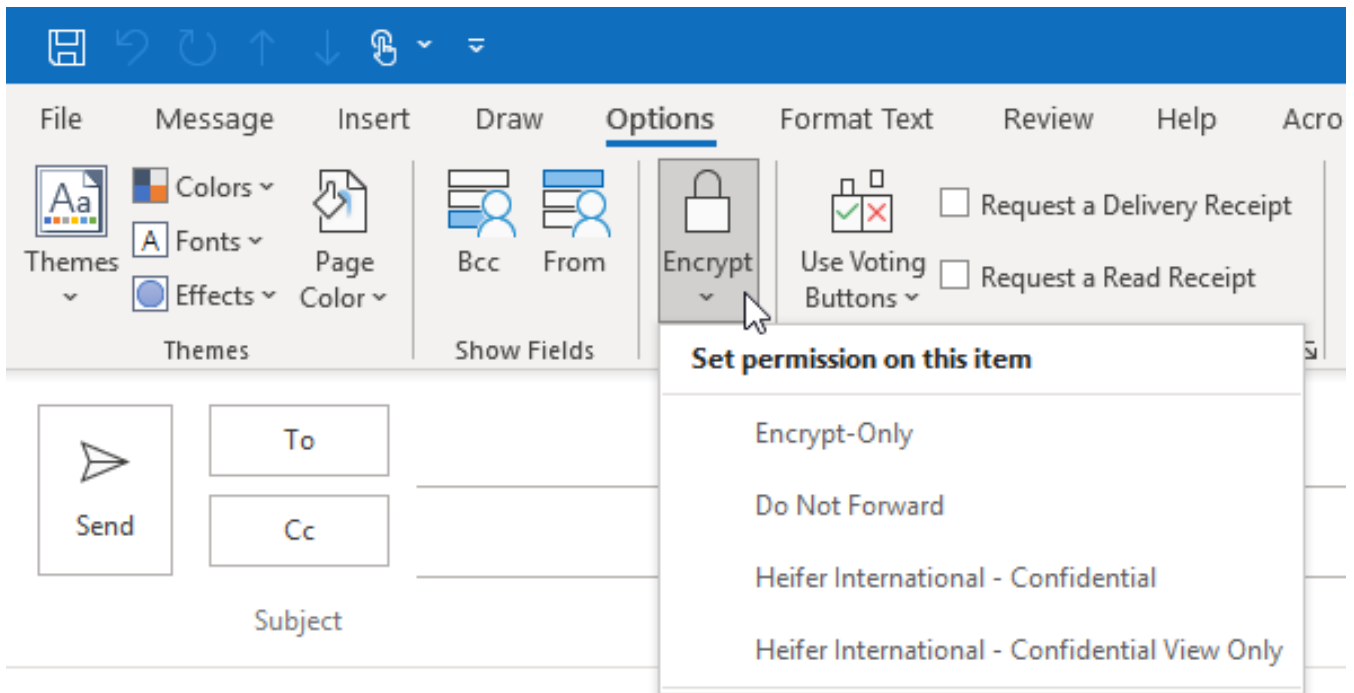 File Message Insert Draw Options Format Text Review Help Acro
Aa
Themes
Colors
A Fonts
Effects
Page
Color
Themes
Bcc From
Show Fields
Encrypt
Use Voting
Buttons
Request a Delivery Receipt
Request a Read Receipt
Set permission on this item
Encrypt-Only
Do Not Forward
Heifer International - Confidential
Heifer International - Confidential View Only
Send
To
Cc
Subject